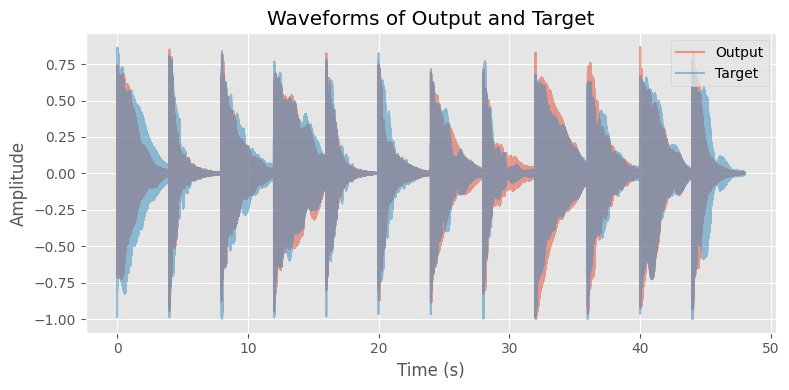 Waveforms of Output and Target
Output
Target
Amplitude
0.75
0.50
0.25
0.00
−0.25
−0.50
−0.75
−1.00
0 10 20 30 40 50
Time (s)